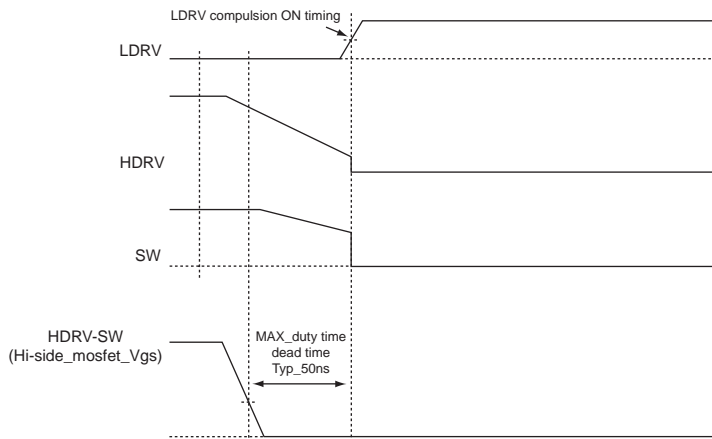 LDRV compulsion ON timing
LDRV
HDRV
SW
HDRV-SW
(Hi-side_mosfet_Vgs)
MAX_duty time
dead time
Typ_50ns